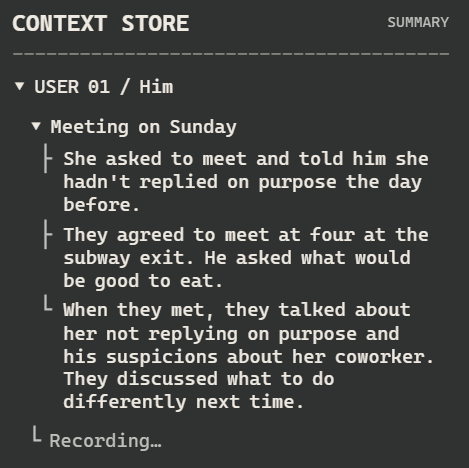 CONTEXT STORE
SUMMARY
USER 01 / Him
Meeting on Sunday
She asked to meet and told him she
hadn't replied on purpose the day
before.
They agreed to meet at four at the
subway exit. He asked what would
be good to eat.
When they met, they talked about
her not replying on purpose and
his suspicions about her coworker.
They discussed what to do
differently next time.
Recording…